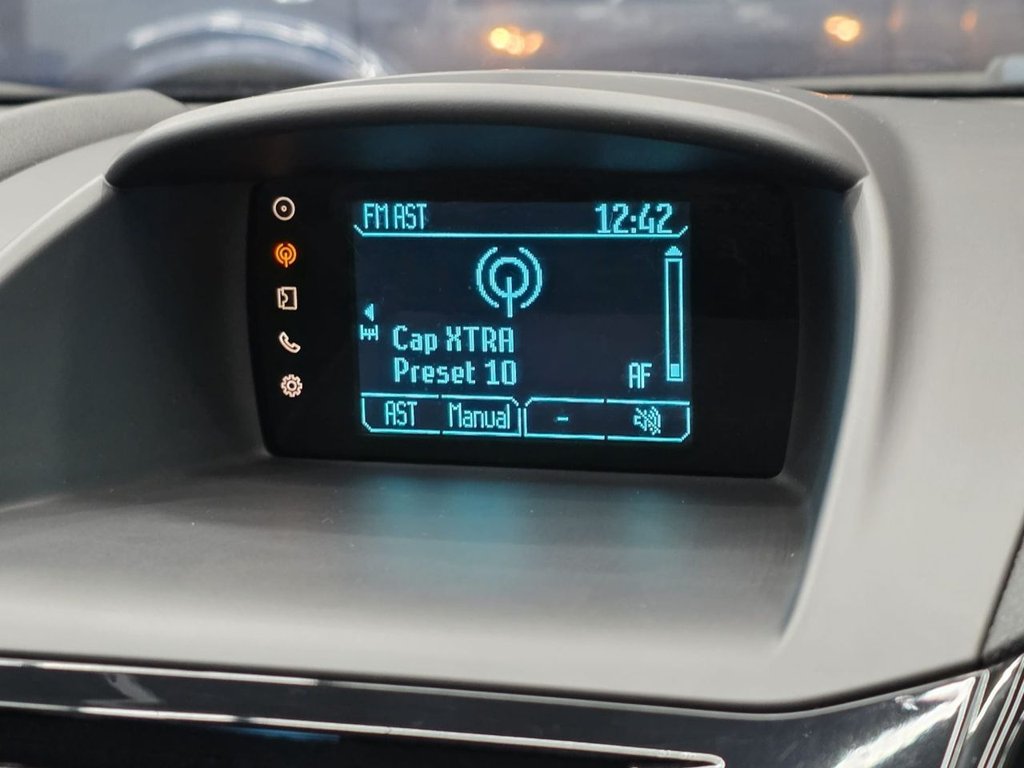 FM AST 12:42
Cap XTRA
Preset 10 AF
AST Manual -